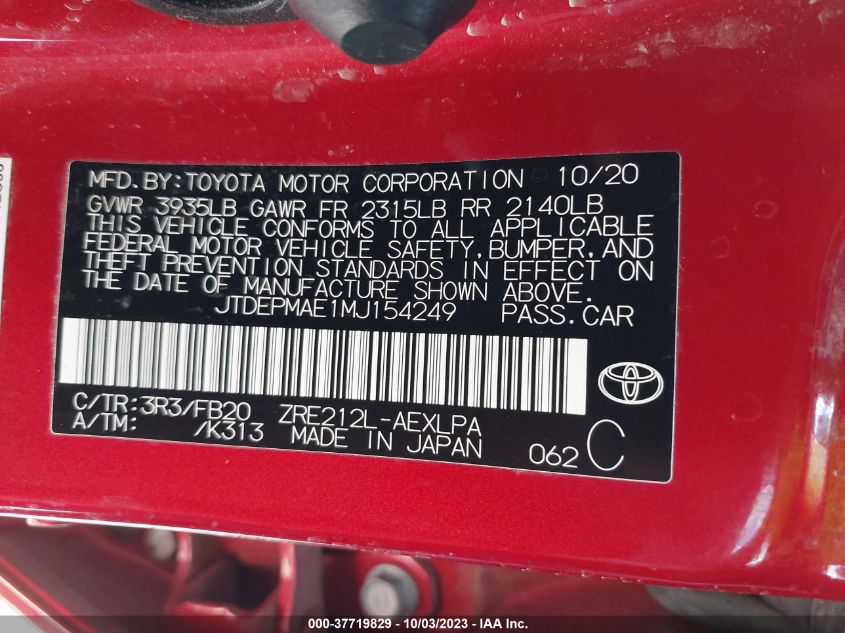 MFD.BY:TOYOTA MOTOR CORPORATION 10/20
GVWR 3935LB GAWR FR 2315LB RR 2140LB
THIS VEHICLE CONFORMS TO ALL APPLICABLE
FEDERAL MOTOR VEHICLE SAFETY,BUMPER,AND
THEFT PREVENTION STANDARDS IN EFFECT ON
THE DATE OF MANUFACTURE SHOWN ABOVE.
JTDEPMAE1MJ154249 PASS.CAR
C/TR:3R3/FB20 ZRE212L-AEXLPA
A/TM: /K313 MADE IN JAPAN 062 C
000-37719829 - 10/03/2023 - IAA Inc.